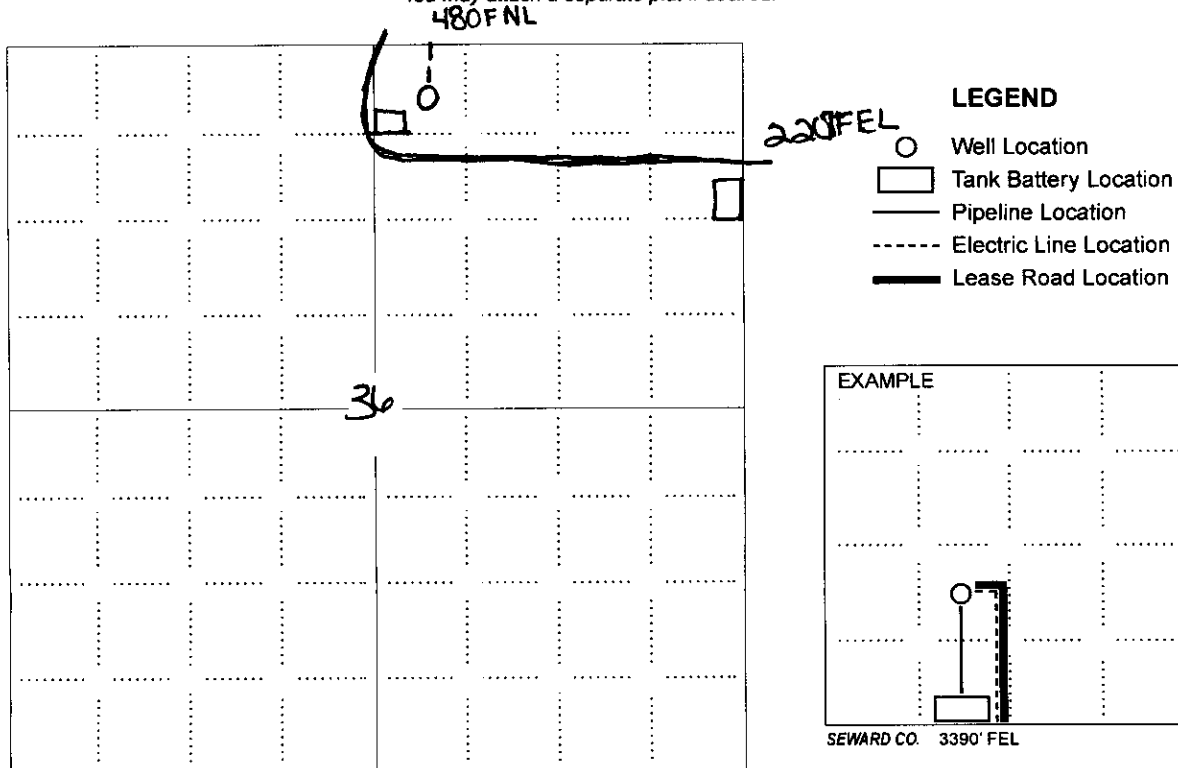 480FNL
LEGEND
Well Location
Tank Battery Location
Pipeline Location
Electric Line Location
Lease Road Location
FEL
36
EXAMPLE
SEWARD CO. 3390' FEL